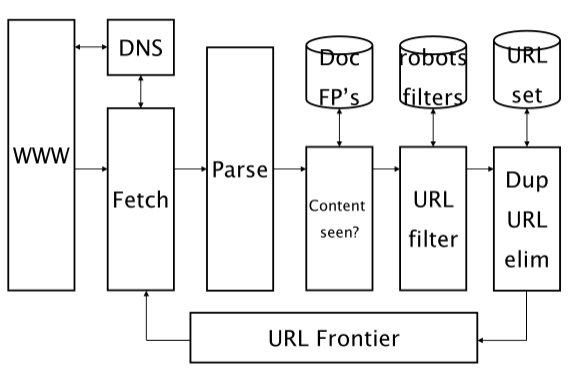 DNS
WWW
Fetch
Parse
Doc
FP's
Content
seen?
robots
filters
URL
filter
URL
set
Dup
URL
elim
URL Frontier